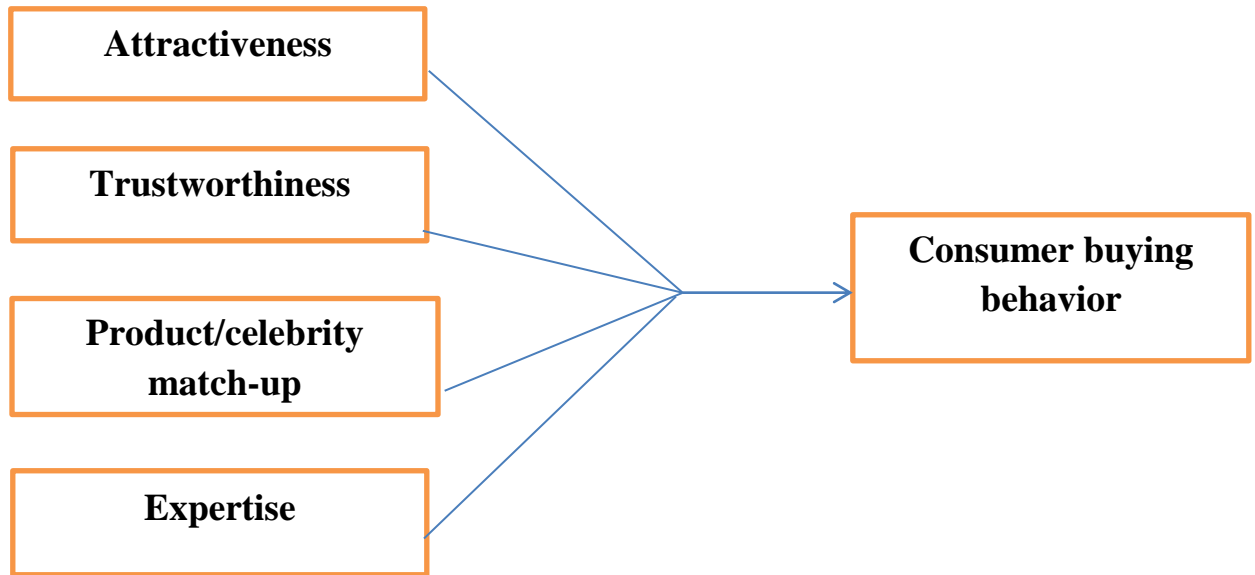 Attractiveness
Trustworthiness
Product/celebrity
match-up
Expertise
Consumer buying
behavior